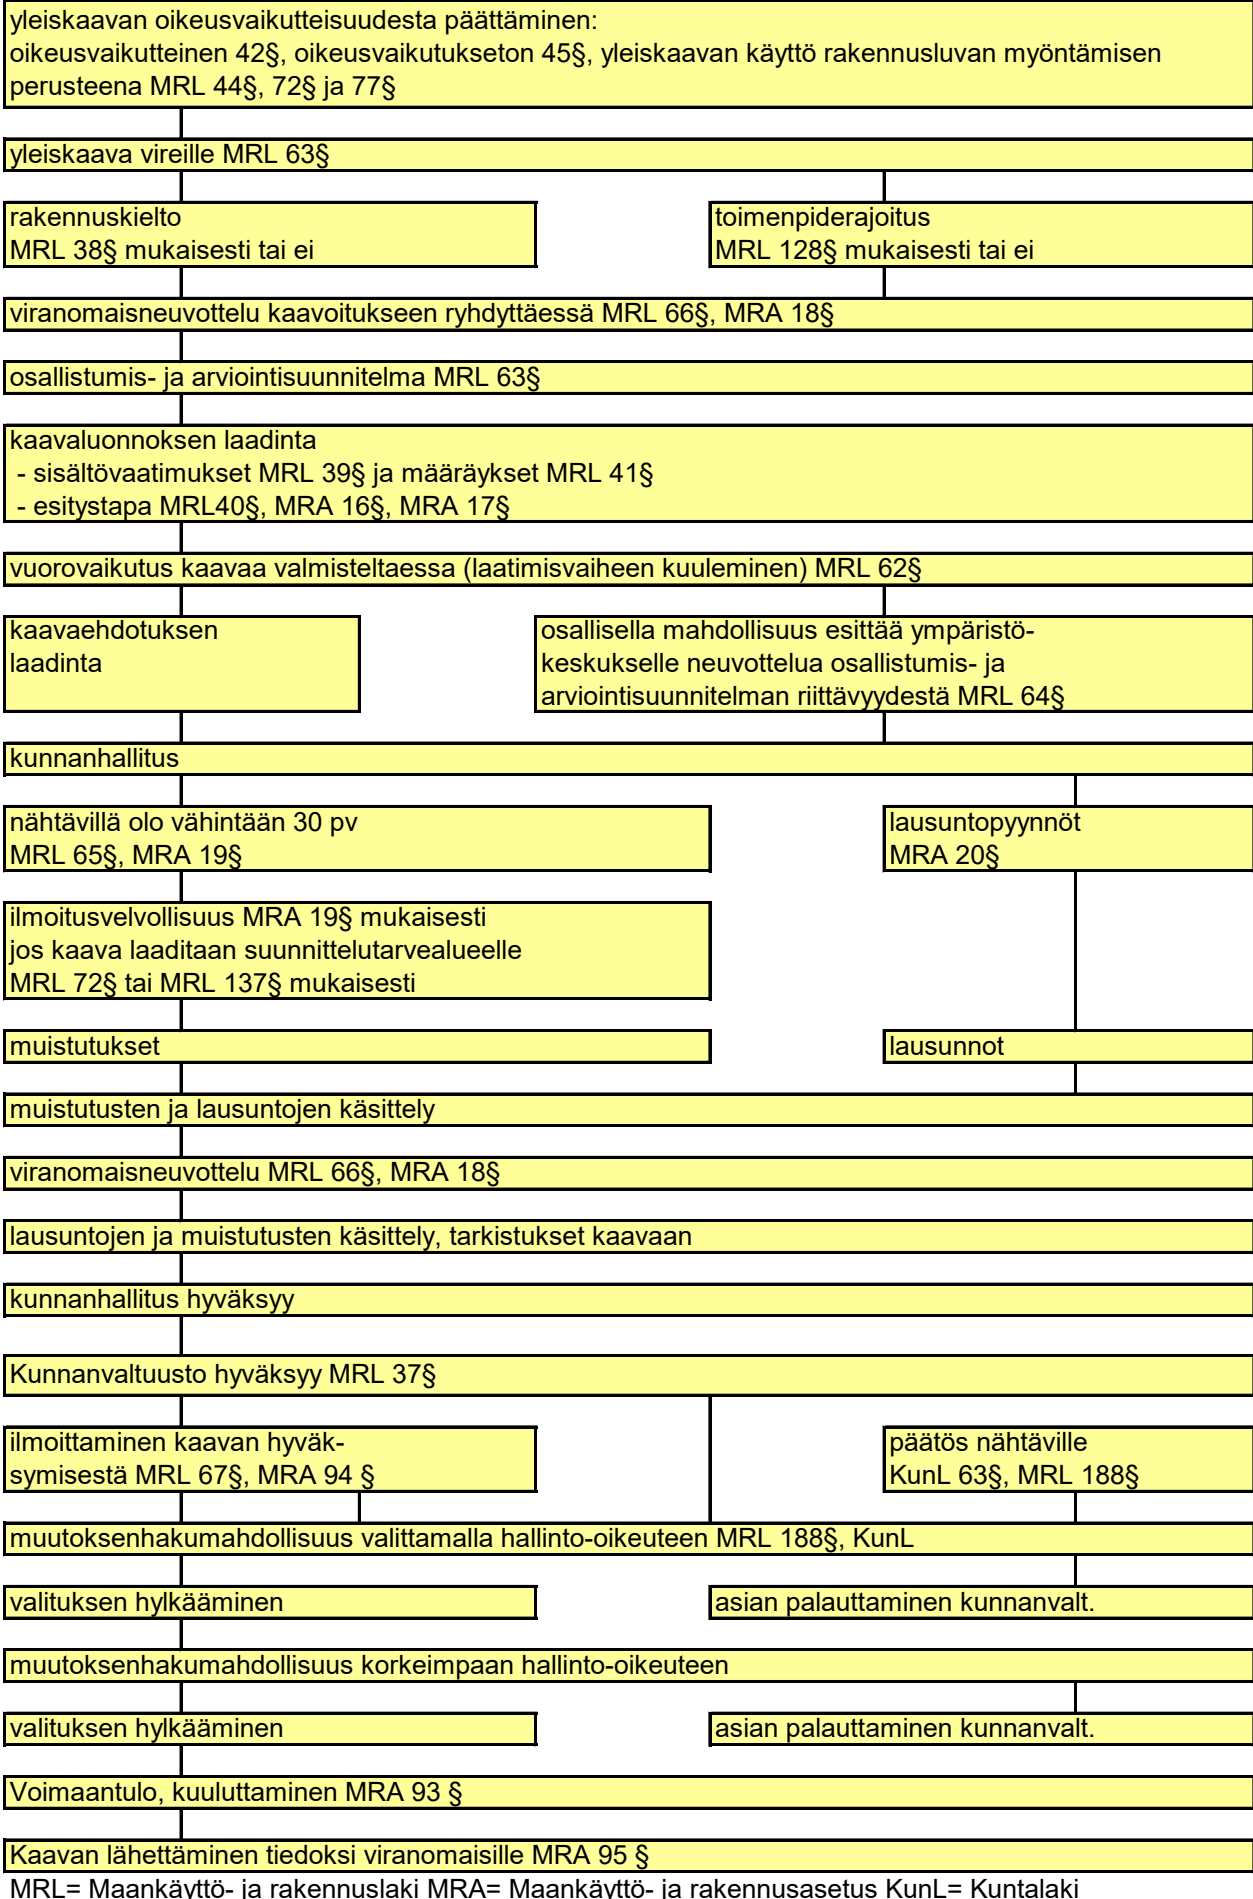 yleiskaavan oikeusvaikutteisuudesta päättäminen:
oikeusvaikutteinen 42§, oikeusvaikutukseton 45§, yleiskaavan käyttö rakennusluvan myöntämisen
perusteena MRL 44§, 72§ ja 77§
yleiskaava vireille MRL 63§
rakennuskielto
MRL 38§ mukaisesti tai ei
toimenpiderajoitus
MRL 128§ mukaisesti tai ei
viranomaisneuvottelu kaavoitukseen ryhdyttäessä MRL 66§, MRA 18§
osallistumis- ja arviointisuunnitelma MRL 63§
kaavaluonnoksen laadinta
- sisältövaatimukset MRL 39§ ja määräykset MRL 41§
- esitystapa MRL40§, MRA 16§, MRA 17§
vuorovaikutus kaavaa valmisteltaessa (laatimisvaiheen kuuleminen) MRL 62§
kaavaehdotuksen
laadinta
osallisella mahdollisuus esittää ympäristö-
keskukselle neuvottelua osallistumis- ja
arviointisuunnitelman riittävyydestä MRL 64§
kunnanhallitus
nähtävillä olo vähintään 30 pv
MRL 65§, MRA 19§
lausuntopyynnöt
MRA 20§
ilmoitusvelvollisuus MRA 19§ mukaisesti
jos kaava laaditaan suunnittelutarvealueelle
MRL 72§ tai MRL 137§ mukaisesti
muistutukset
lausunnot
muistutusten ja lausuntojen käsittely
viranomaisneuvottelu MRL 66§, MRA 18§
lausuntojen ja muistutusten käsittely, tarkistukset kaavaan
kunnanhallitus hyväksyy
Kunnanvaltuusto hyväksyy MRL 37§
ilmoittaminen kaavan hyväk-
symisestä MRL 67§, MRA 94 §
päätös nähtäville
KunL 63§, MRL 188§
muutoksenhakumahdollisuus valittamalla hallinto-oikeuteen MRL 188§, KunL
valituksen hylkääminen
asian palauttaminen kunnanvalt.
muutoksenhakumahdollisuus korkeimpaan hallinto-oikeuteen
valituksen hylkääminen
asian palauttaminen kunnanvalt.
Voimaantulo, kuuluttaminen MRA 93 §
Kaavan lähettäminen tiedoksi viranomaisille MRA 95 §
MRL= Maankäyttö- ja rakennuslaki MRA= Maankäyttö- ja rakennusasetus KunL= Kuntalaki